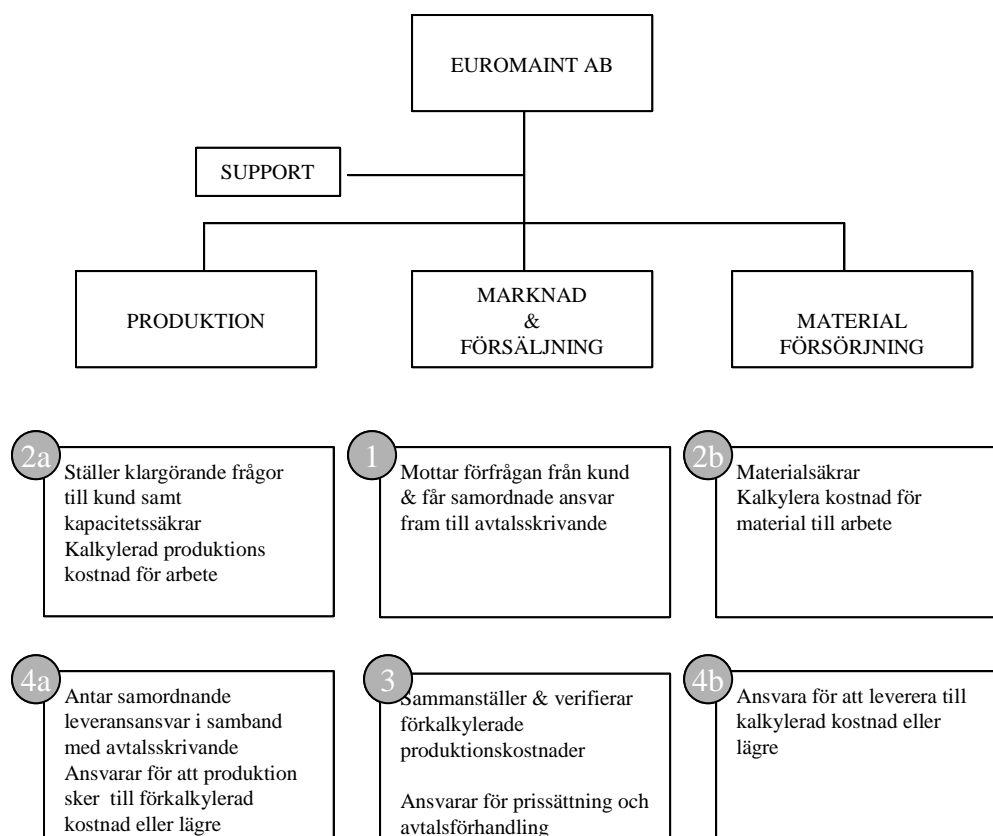 EUROMAINT AB
SUPPORT
PRODUKTION
MARKNAD
&
FÖRSÄLJNING
MATERIAL
FÖRSÖRJNING
2a
Ställer klargörande frågor
till kund samt
kapacitetssäkrar
Kalkylerad produktions
kostnad för arbete
1
Mottar förfrågan från kund
& får samordnade ansvar
fram till avtalsskrivande
2b
Materialsäkrar
Kalkylera kostnad för
material till arbete
4a
Antar samordnande
leveransansvar i samband
med avtalsskrivande
Ansvarar för att produktion
sker till förkalkylerad
kostnad eller lägre
3
Sammanställer & verifierar
förkalkylerade
produktionskostnader
Ansvarar för prissättning och
avtalsförhandling
4b
Ansvara för att leverera till
kalkylerad kostnad eller
lägre